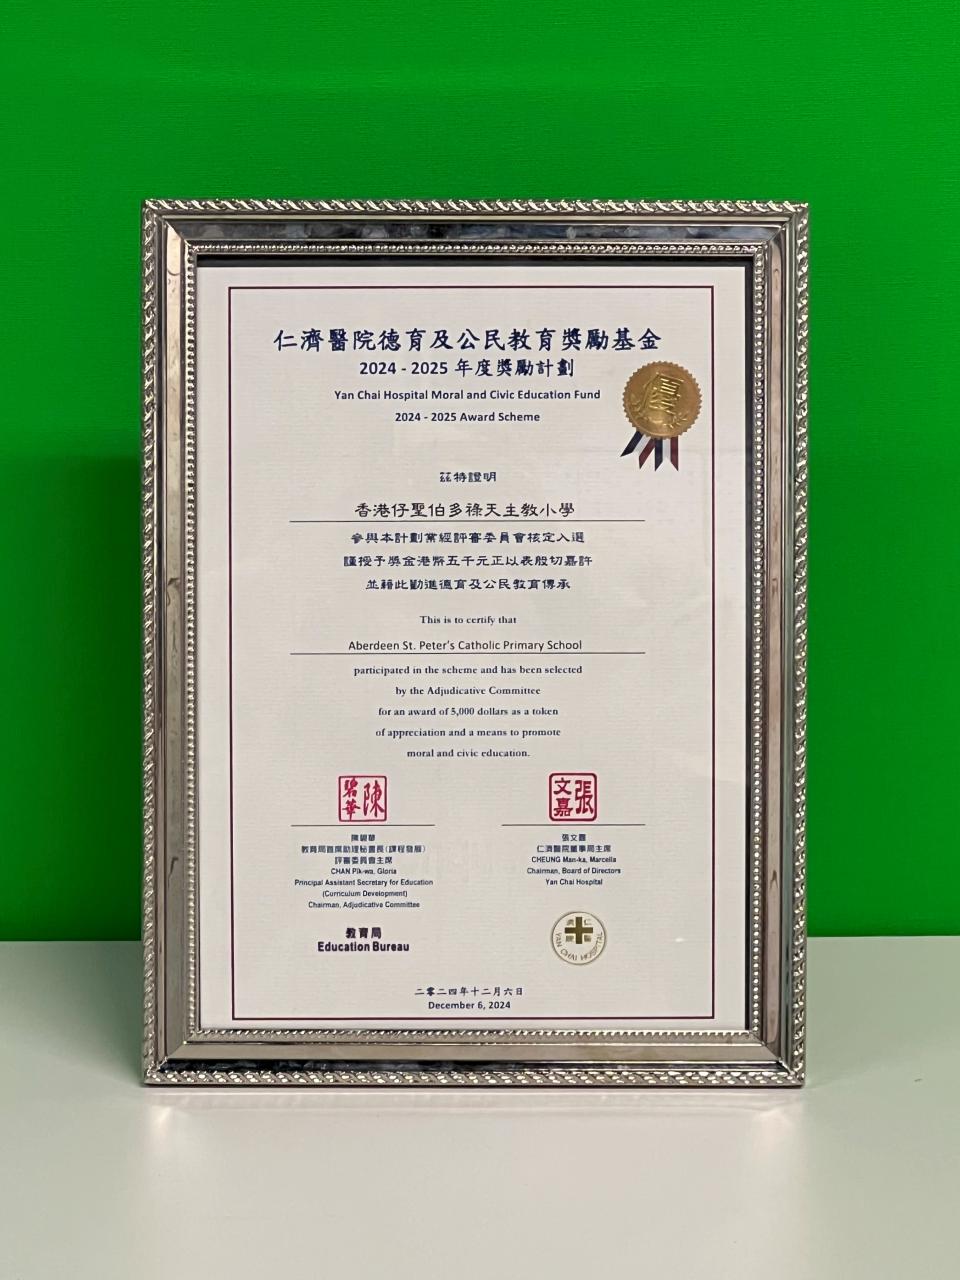 仁濟醫院德育及公民教育獎勵基金
2024 - 2025 年度獎勵計劃
Yan Chai Hospital Moral and Civic Education Fund
2024 - 2025 Award Scheme
優
茲特證明
香港仔聖伯多祿天主教小學
參與本計劃業經評審委員會核定入選
謹授予獎金港幣五千元正以表殷切嘉許
並藉此勸進德育及公民教育傳承
This is to certify that
Aberdeen St. Peter's Catholic Primary School
participated in the scheme and has been selected
by the Adjudicative Committee
for an award of 5,000 dollars as a token
of appreciation and a means to promote
moral and civic education.
陳碧華
張文嘉
陳碧華
教育局首席助理秘書長(課程發展)
評審委員會主席
CHAN Pik-wa, Gloria
Principal Assistant Secretary for Education
(Curriculum Development)
Chairman, Adjudicative Committee
張文嘉
仁濟醫院董事局主席
CHEUNG Man-ka, Marcella
Chairman, Board of Directors
Yan Chai Hospital
教育局
Education Bureau
仁濟醫院
YAN CHAI HOSPITAL
二零二四年十二月六日
December 6, 2024